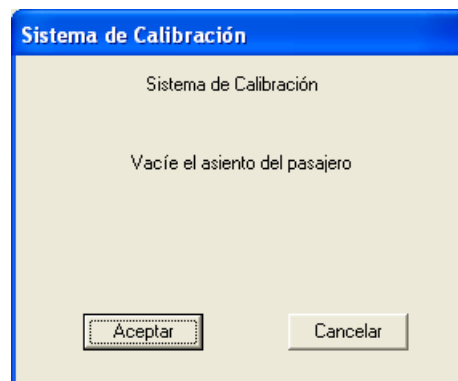 Sistema de Calibración
Sistema de Calibración
Vacíe el asiento del pasajero
Aceptar
Cancelar